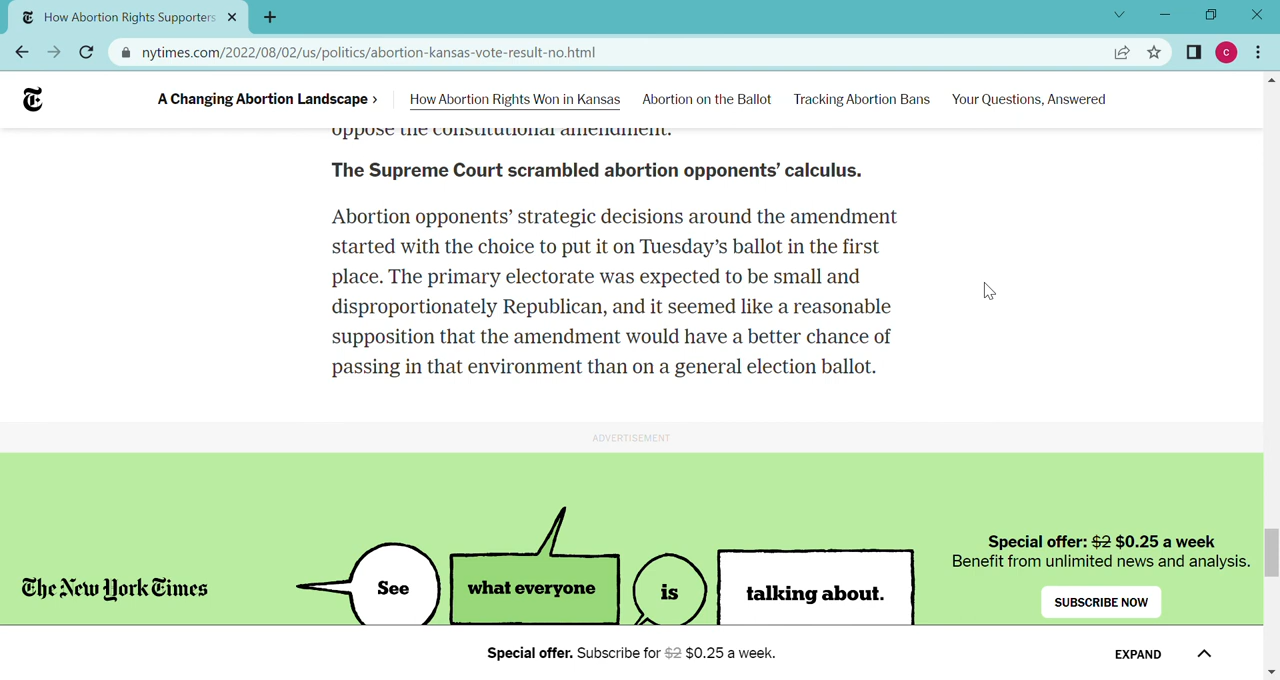 How Abortion Rights Supporters
nytimes.com/2022/08/02/us/politics/abortion-kansas-vote-result-no.html
C
A Changing Abortion Landscape ›
How Abortion Rights Won in Kansas
Abortion on the Ballot
Tracking Abortion Bans
Your Questions, Answered
oppose the constitutional amendment.
The Supreme Court scrambled abortion opponents’ calculus.
Abortion opponents’ strategic decisions around the amendment
started with the choice to put it on Tuesday’s ballot in the first
place. The primary electorate was expected to be small and
disproportionately Republican, and it seemed like a reasonable
supposition that the amendment would have a better chance of
passing in that environment than on a general election ballot.
ADVERTISEMENT
The New York Times
See
what everyone
is
talking about.
Special offer: $2 $0.25 a week
Benefit from unlimited news and analysis.
SUBSCRIBE NOW
Special offer. Subscribe for $2 $0.25 a week.
EXPAND